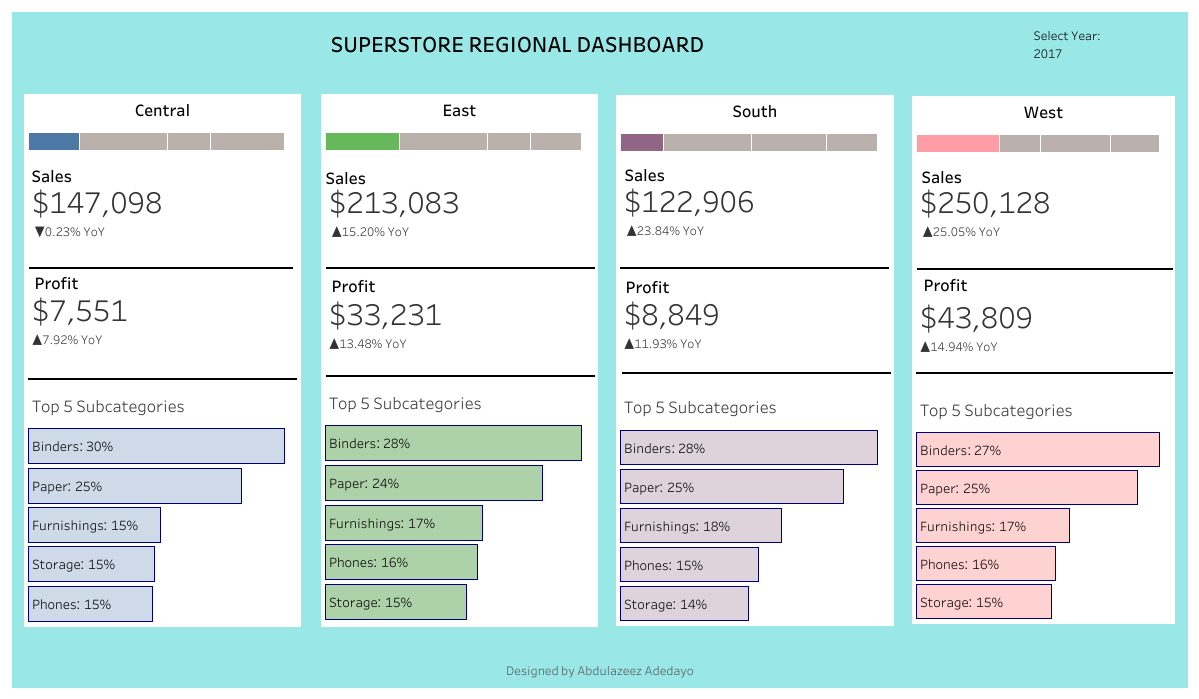 SUPERSTORE REGIONAL DASHBOARD
Select Year:
2017
Central
Sales
$147,098
▼0.23% YoY
Profit
$7,551
▲7.92% YoY
Top 5 Subcategories
Binders: 30%
Paper: 25%
Furnishings: 15%
Storage: 15%
Phones: 15%
East
Sales
$213,083
▲15.20% YoY
Profit
$33,231
▲13.48% YoY
Top 5 Subcategories
Binders: 28%
Paper: 24%
Furnishings: 17%
Phones: 16%
Storage: 15%
South
Sales
$122,906
▲23.84% YoY
Profit
$8,849
▲11.93% YoY
Top 5 Subcategories
Binders: 28%
Paper: 25%
Furnishings: 18%
Phones: 15%
Storage: 14%
West
Sales
$250,128
▲25.05% YoY
Profit
$43,809
▲14.94% YoY
Top 5 Subcategories
Binders: 27%
Paper: 25%
Furnishings: 17%
Phones: 16%
Storage: 15%
Designed by Abdulazeez Adedayo